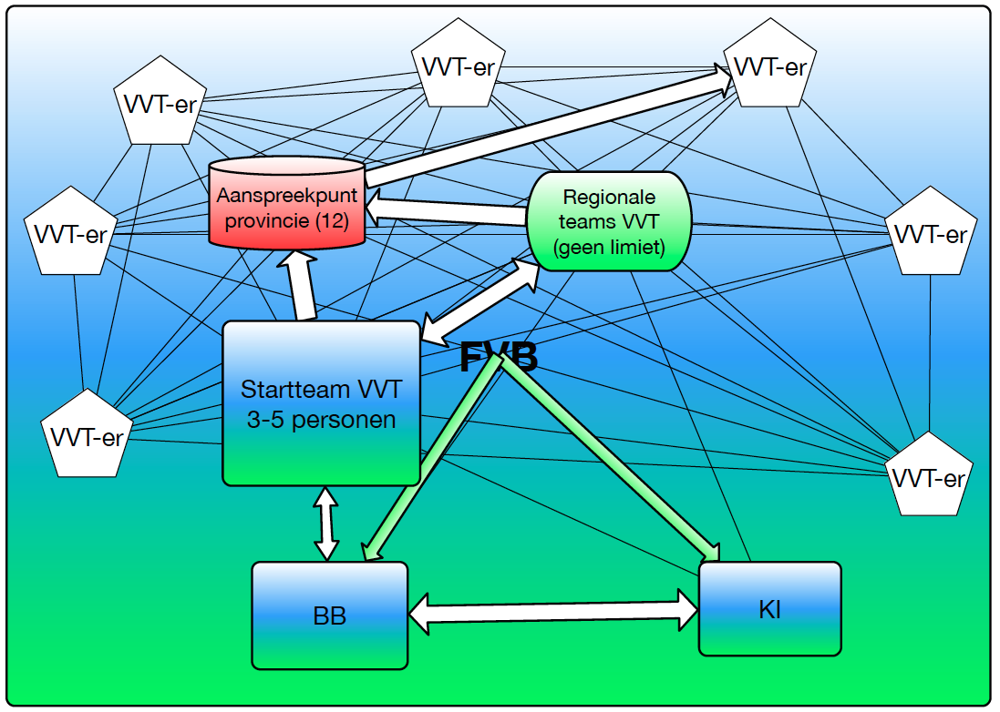 VVT-er
VVT-er
VVT-er
Aanspreekpunt
provincie (12)
Regionale
teams VVT
(geen limiet)
VVT-er
VVT-er
FVB
Startteam VVT
3-5 personen
VVT-er
VVT-er
BB
KI